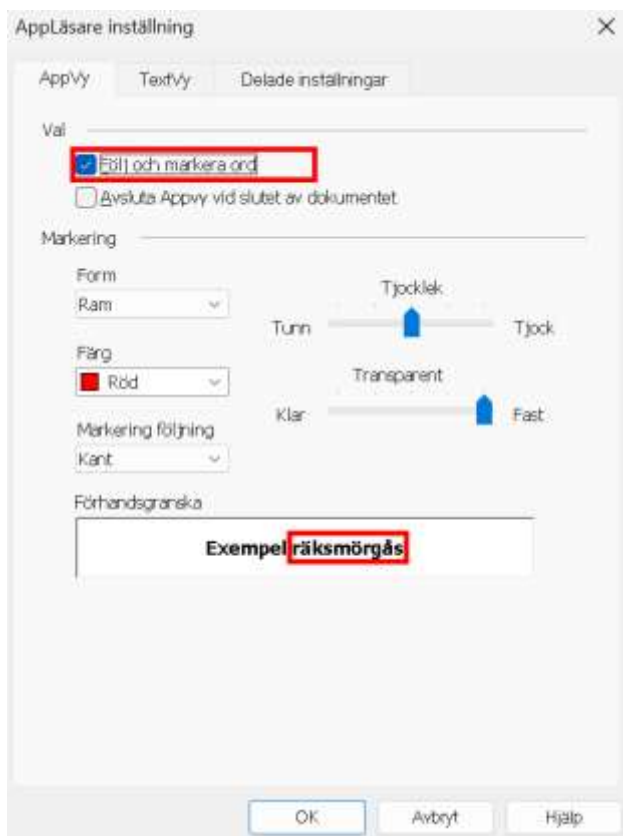 AppLäsare inställning
AppVy TextVy Delade inställningar
Val
Följ och markera ord
Avsluta Appvy vid slutet av dokumentet
Markering
Form
Ram
Tjocklek
Tunn Tjock
Färg
Röd
Transparent
Klar Fast
Markering följning
Kant
Förhandsgranska
Exempel räksmörgås
OK Avbryt Hjälp